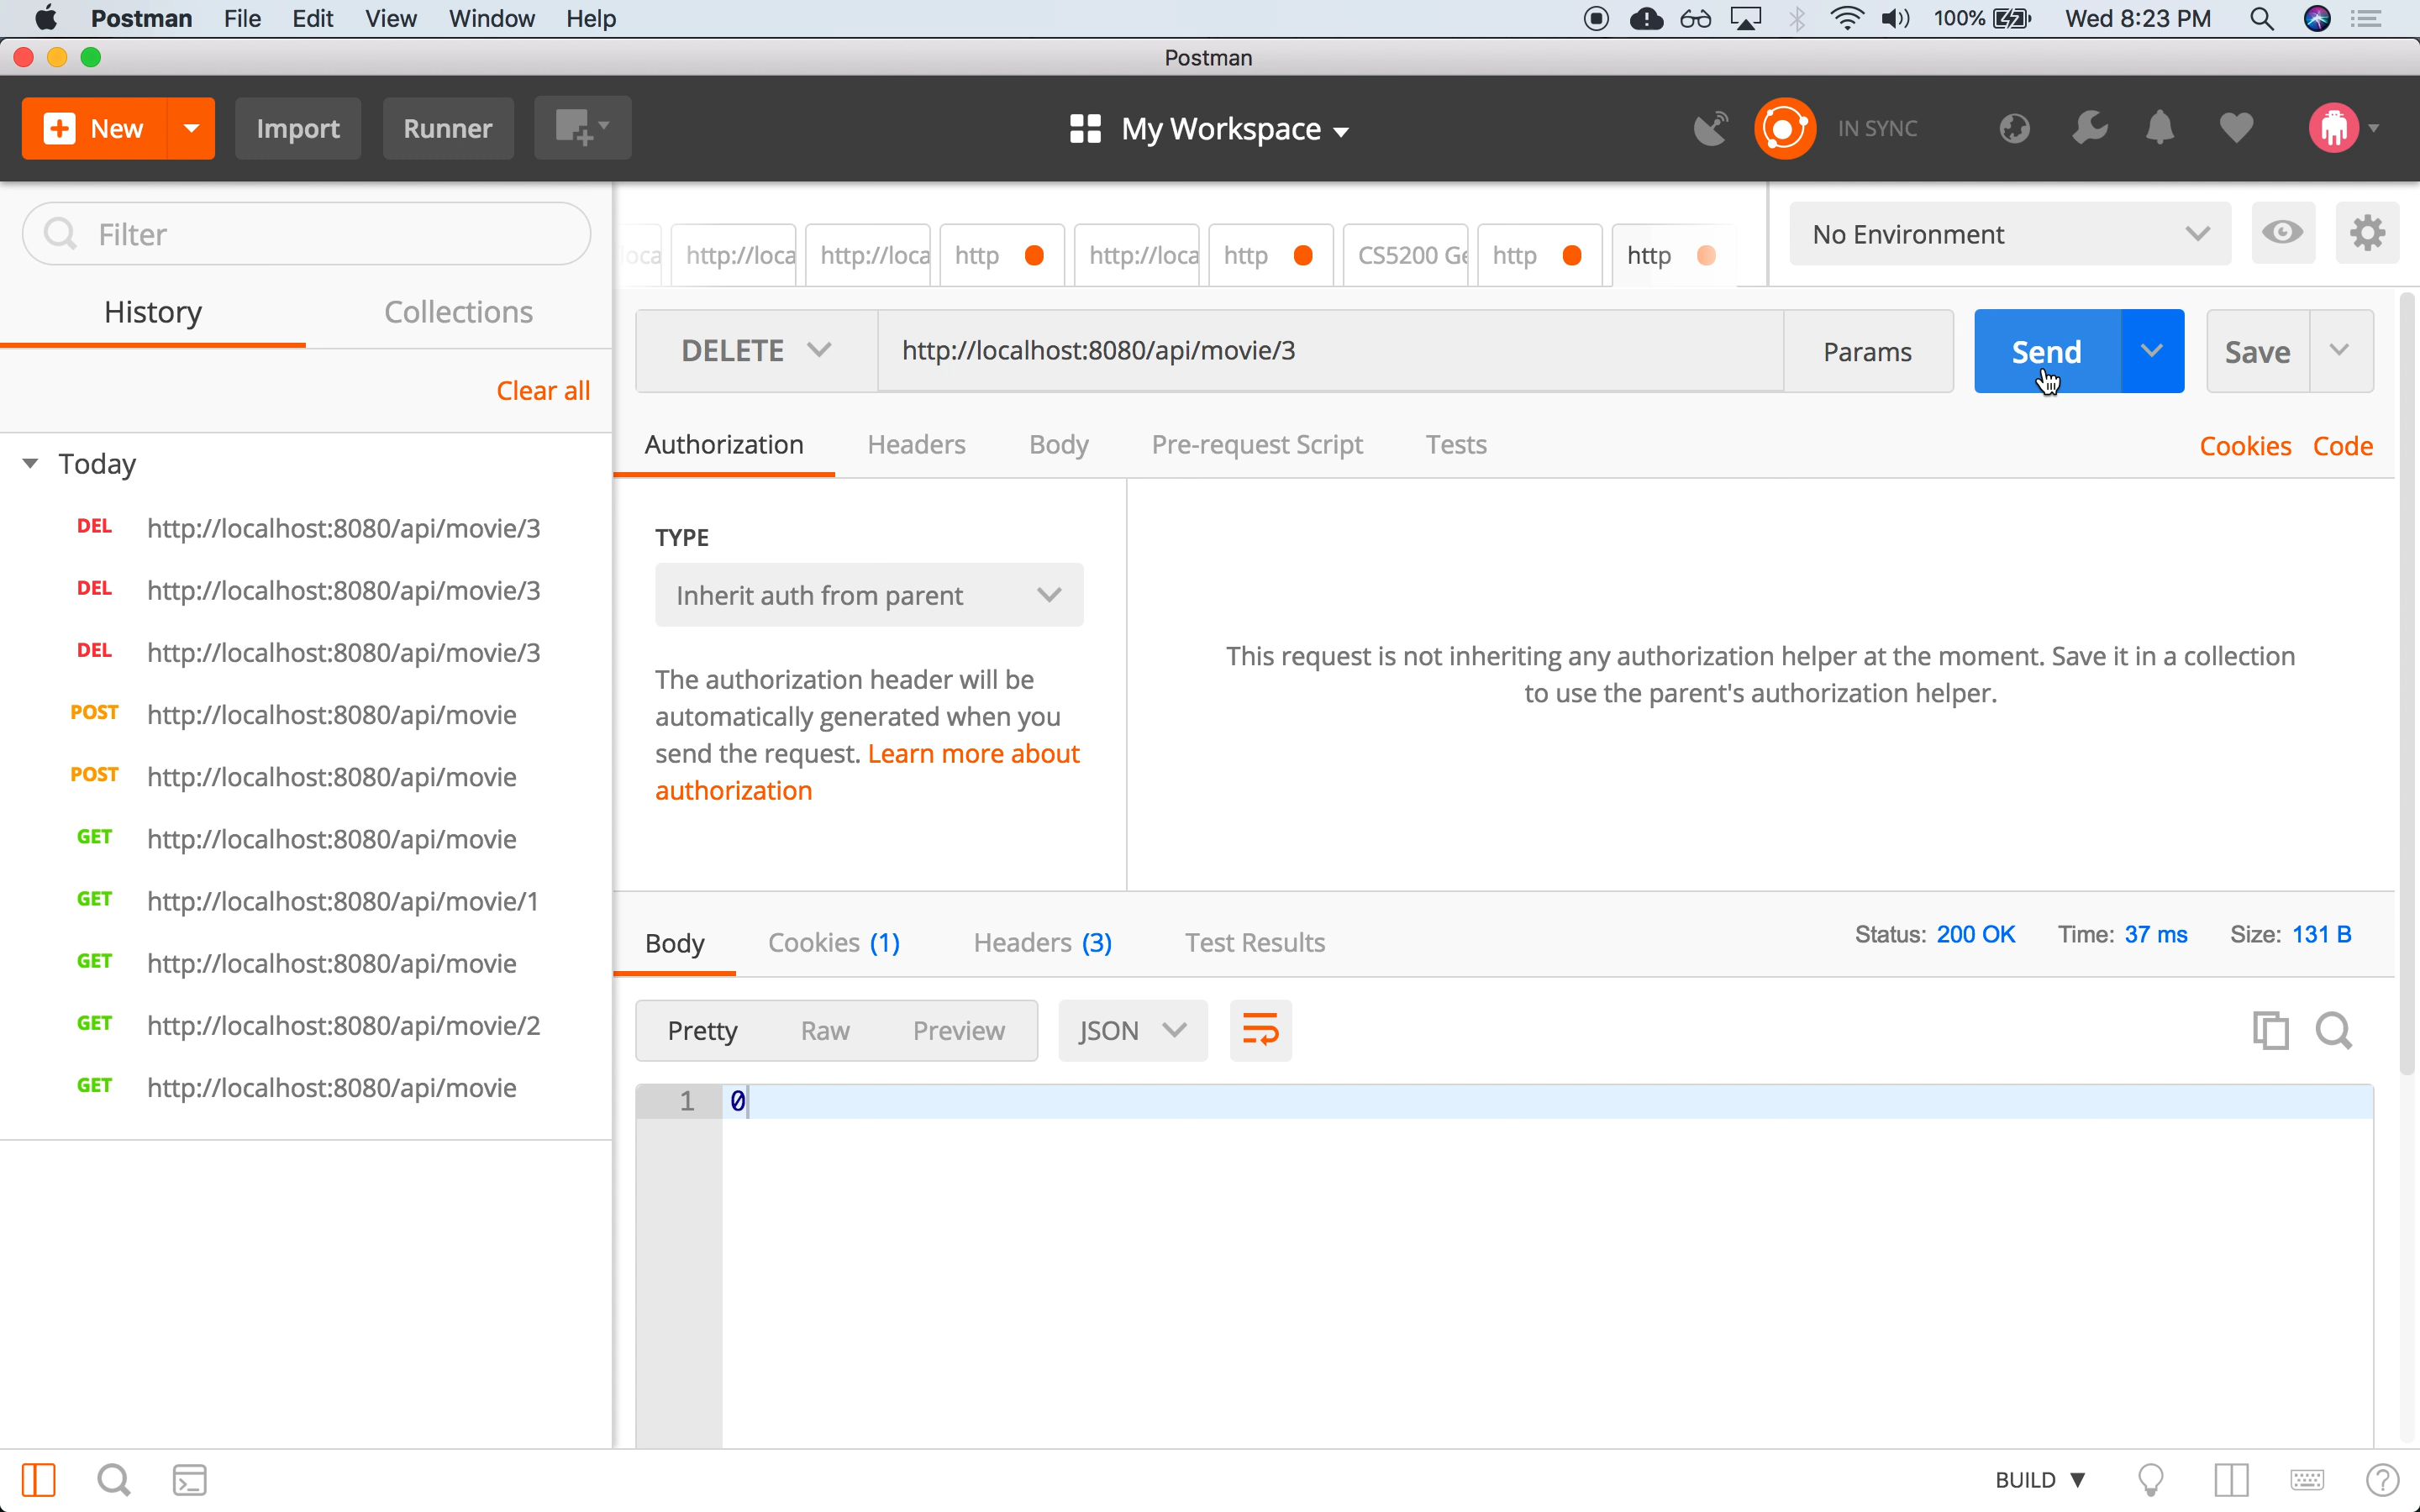 Postman File Edit View Window Help 100% Wed 8:23 PM
Postman
New Import Runner My Workspace IN SYNC
Filter
http://loca http://loca http http://loca http CS5200 Ge http http
No Environment
History Collections
DELETE http://localhost:8080/api/movie/3 Params Send Save
Clear all
Authorization Headers Body Pre-request Script Tests Cookies Code
Today
DEL http://localhost:8080/api/movie/3
DEL http://localhost:8080/api/movie/3
DEL http://localhost:8080/api/movie/3
POST http://localhost:8080/api/movie
POST http://localhost:8080/api/movie
GET http://localhost:8080/api/movie
GET http://localhost:8080/api/movie/1
GET http://localhost:8080/api/movie
GET http://localhost:8080/api/movie/2
GET http://localhost:8080/api/movie
TYPE
Inherit auth from parent
The authorization header will be
automatically generated when you
send the request. Learn more about
authorization
This request is not inheriting any authorization helper at the moment. Save it in a collection
to use the parent's authorization helper.
Body Cookies (1) Headers (3) Test Results Status: 200 OK Time: 37 ms Size: 131 B
Pretty Raw Preview JSON
1 0
BUILD